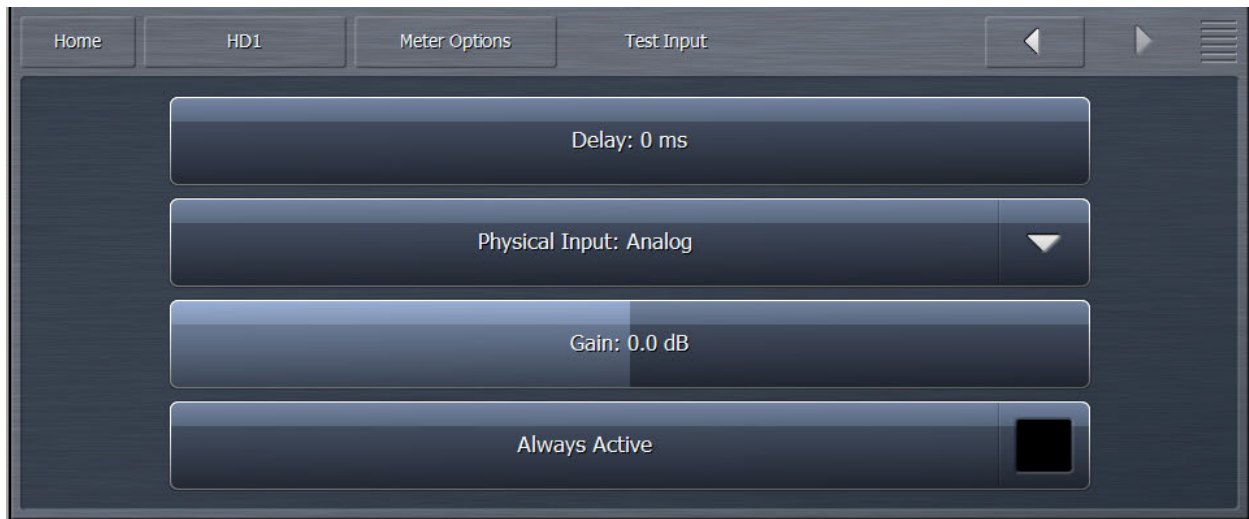 Home HD1 Meter Options Test Input
Delay: 0 ms
Physical Input: Analog
Gain: 0.0 dB
Always Active